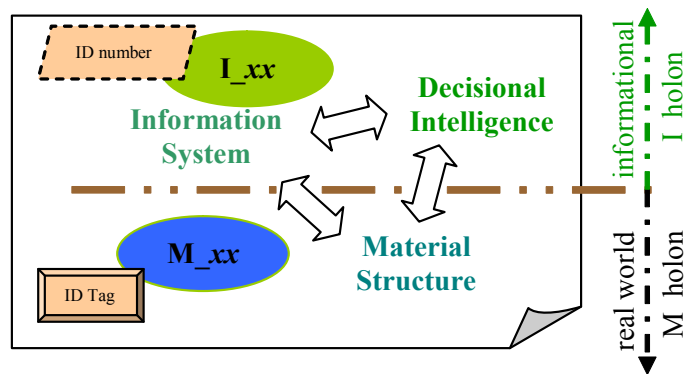 ID number
I_xx
Information
System
Decisional
Intelligence
M_xx
ID Tag
Material
Structure
informational
I holon
real world
M holon